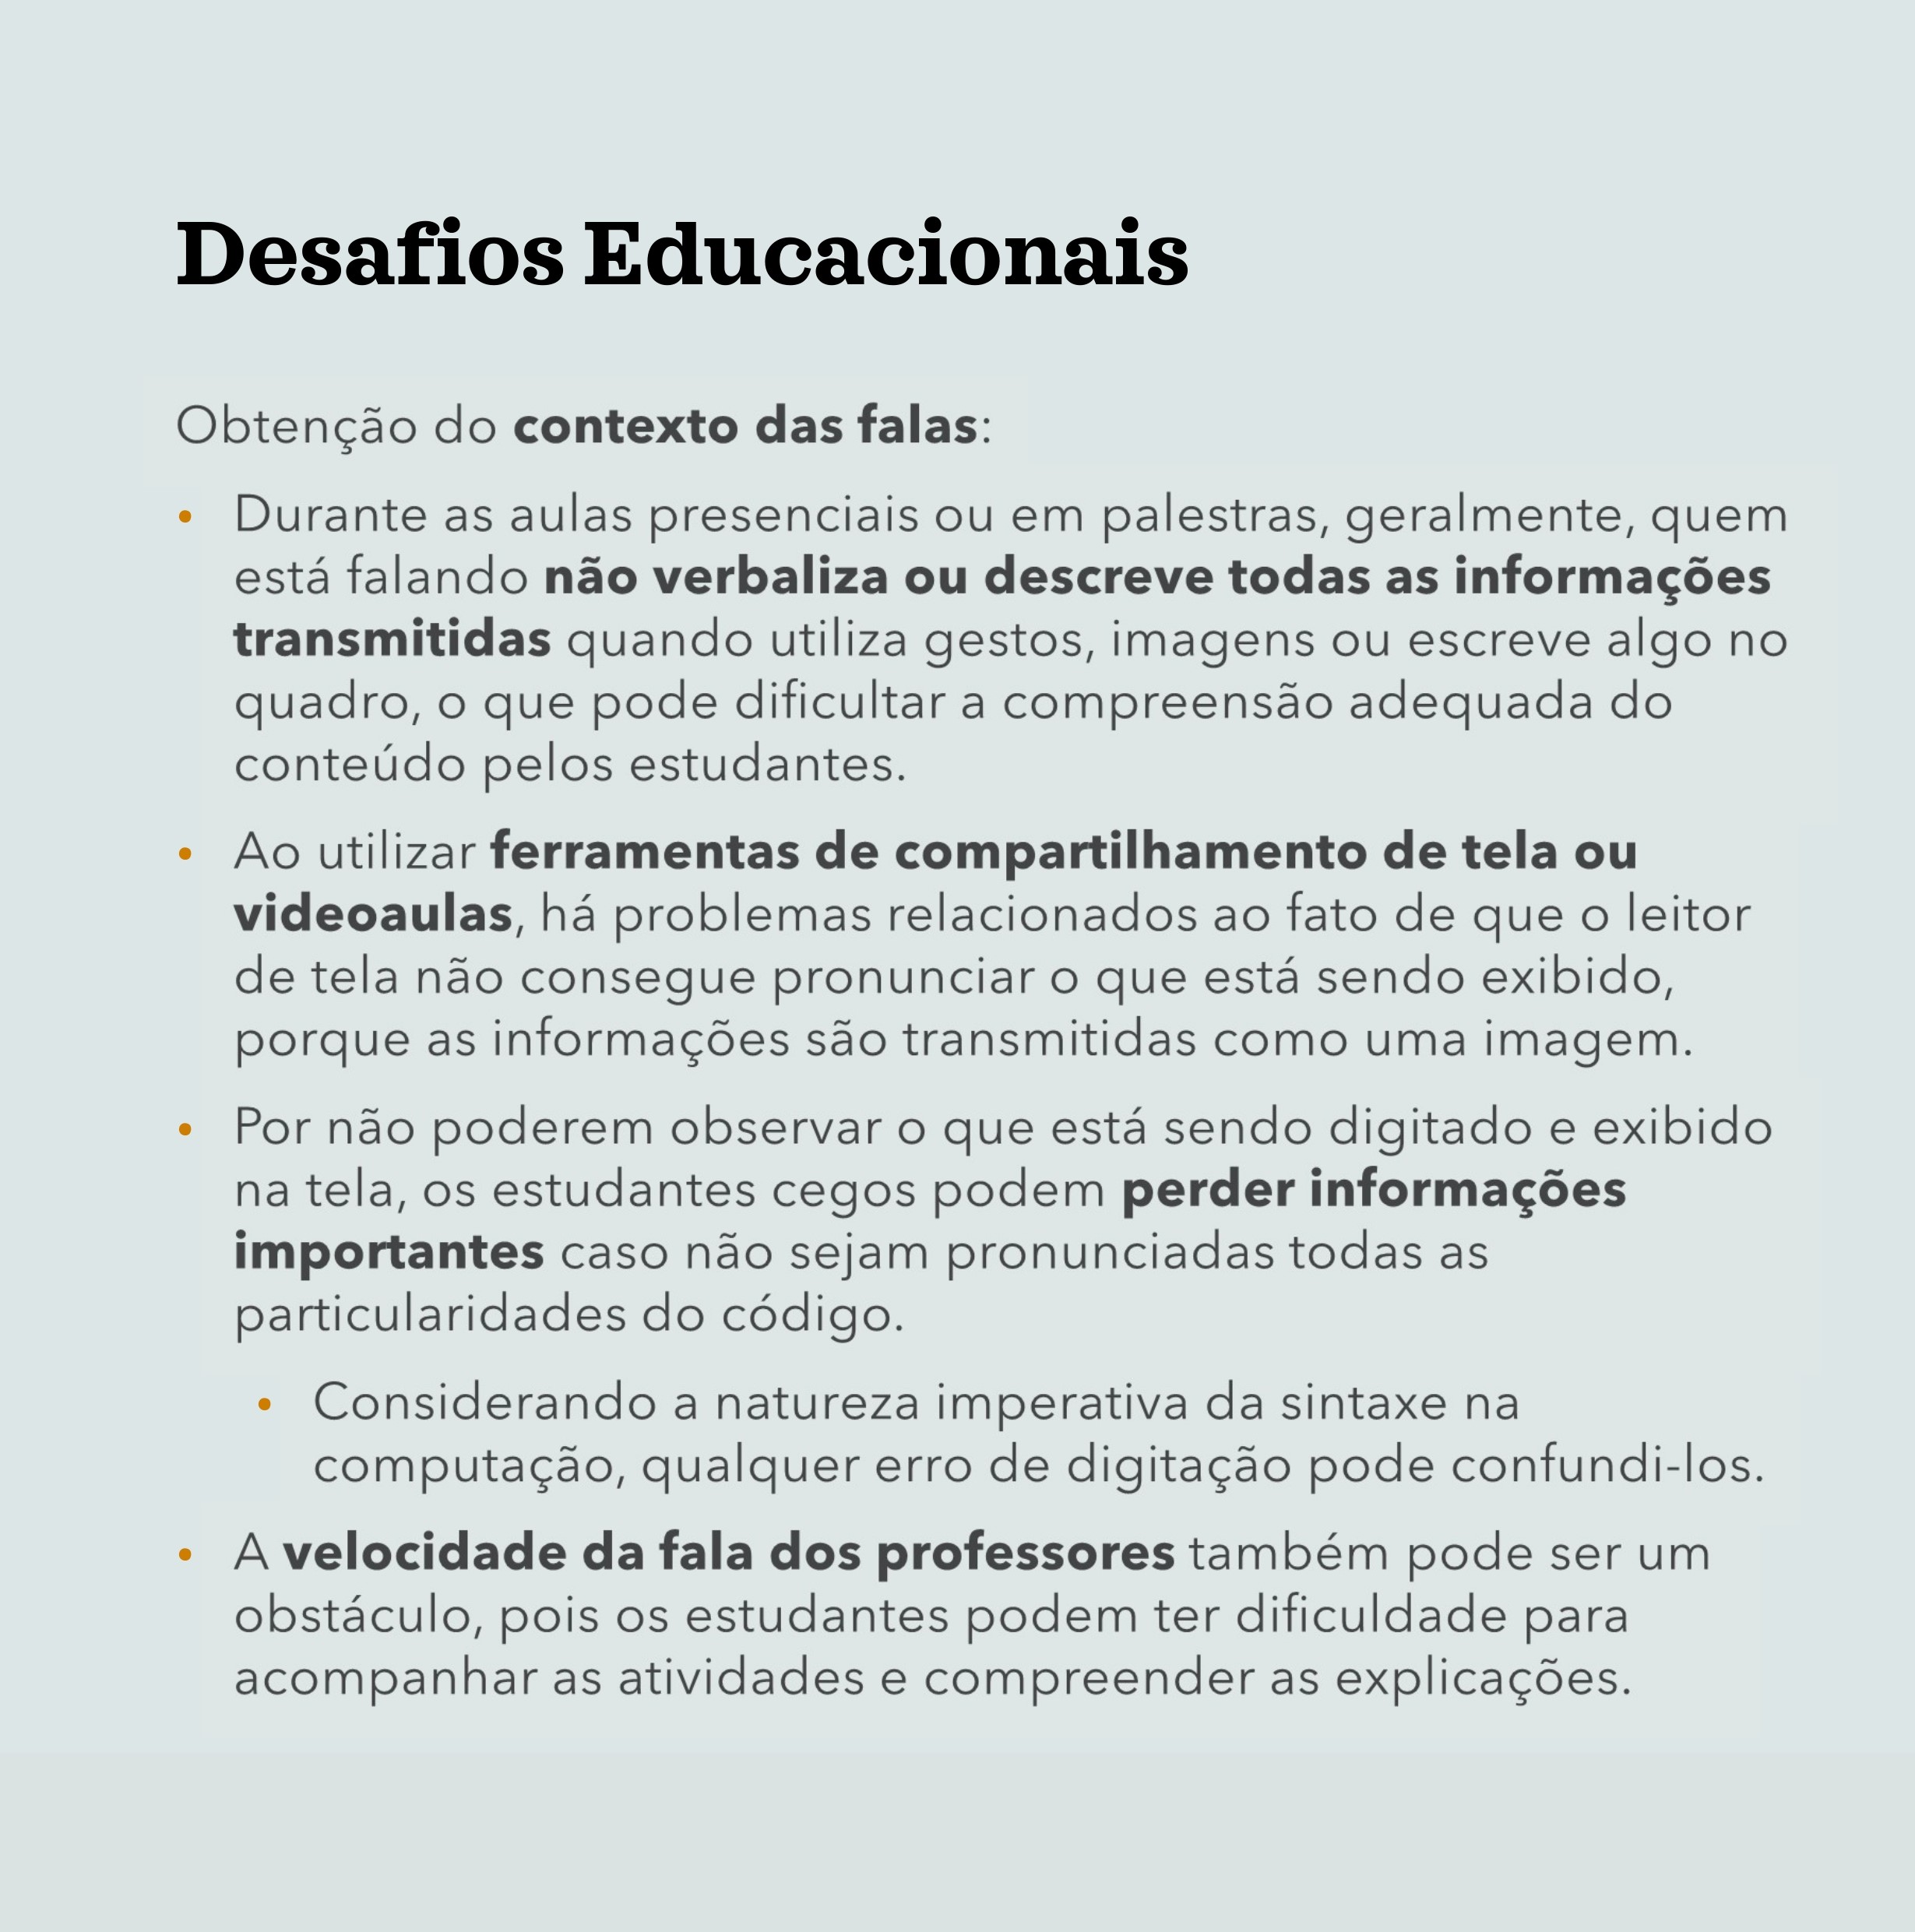 Desafios Educacionais
Obtenção do contexto das falas:
• Durante as aulas presenciais ou em palestras, geralmente, quem
está falando não verbaliza ou descreve todas as informações
transmitidas quando utiliza gestos, imagens ou escreve algo no
quadro, o que pode dificultar a compreensão adequada do
conteúdo pelos estudantes.
• Ao utilizar ferramentas de compartilhamento de tela ou
videoaulas, há problemas relacionados ao fato de que o leitor
de tela não consegue pronunciar o que está sendo exibido,
porque as informações são transmitidas como uma imagem.
• Por não poderem observar o que está sendo digitado e exibido
na tela, os estudantes cegos podem perder informações
importantes caso não sejam pronunciadas todas as
particularidades do código.
• Considerando a natureza imperativa da sintaxe na
computação, qualquer erro de digitação pode confundi-los.
• A velocidade da fala dos professores também pode ser um
obstáculo, pois os estudantes podem ter dificuldade para
acompanhar as atividades e compreender as explicações.